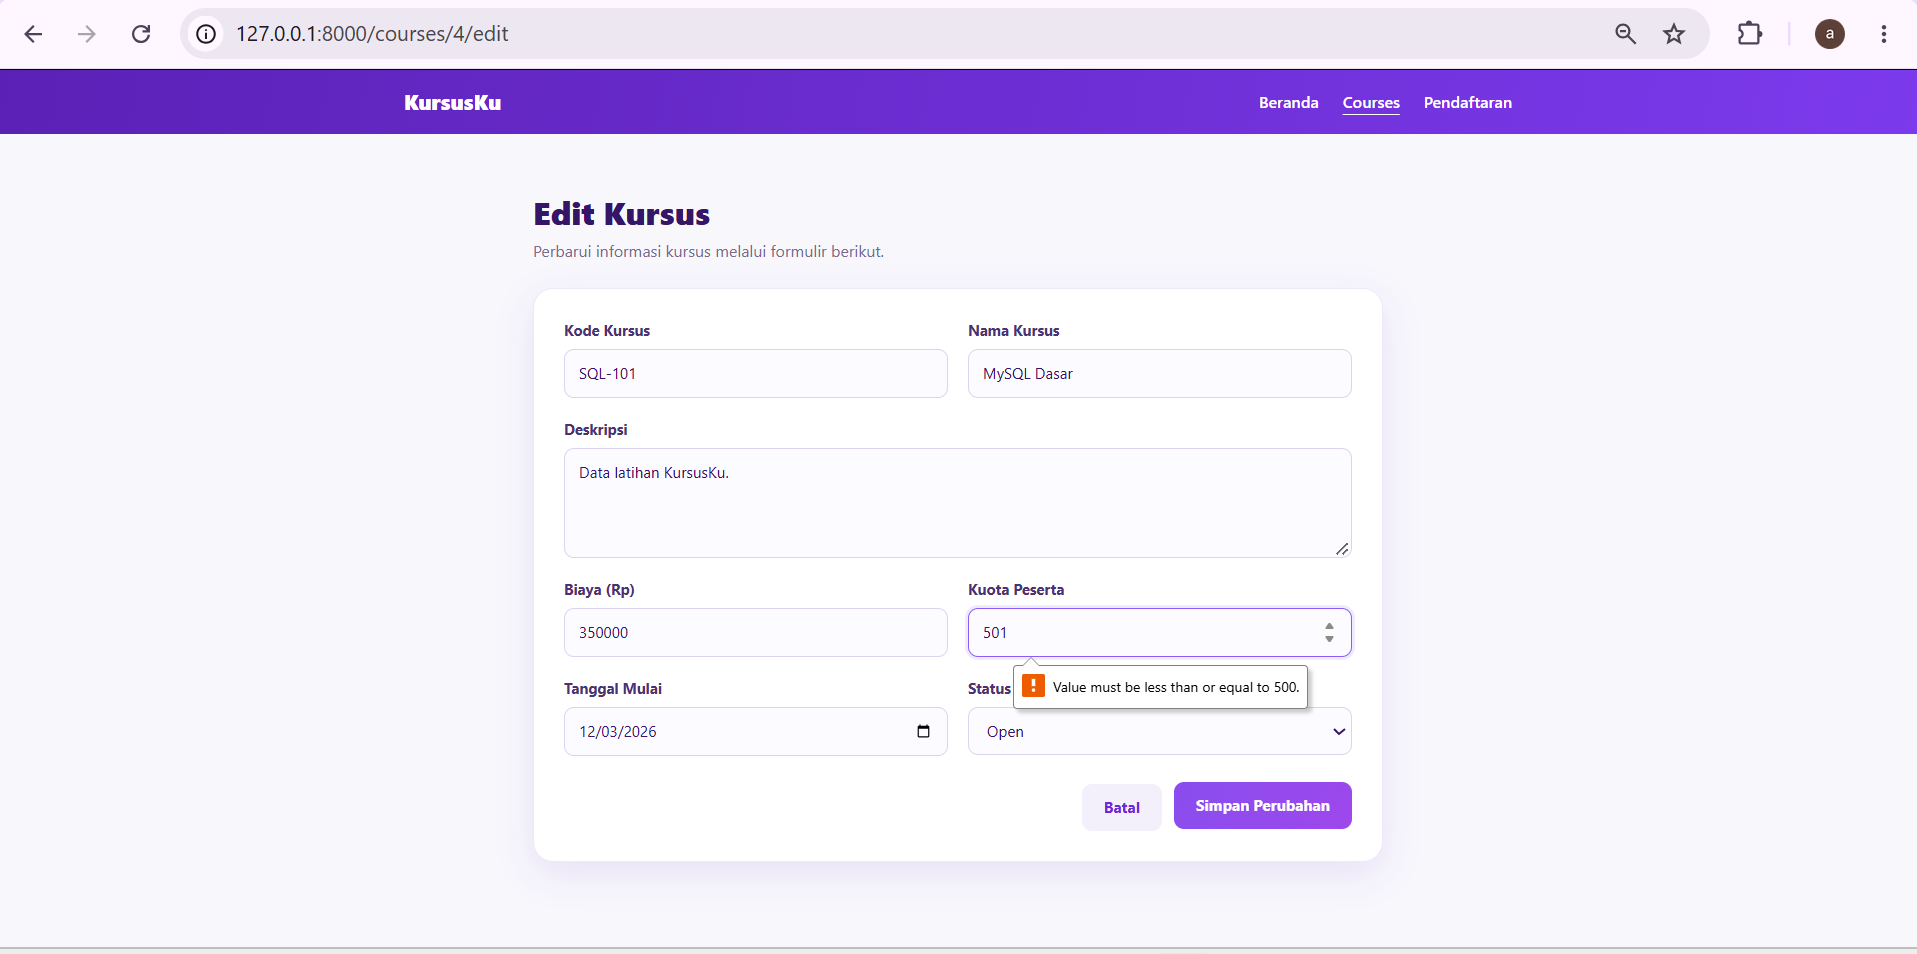 127.0.0.1:8000/courses/4/edit
a
KursusKu
Beranda Courses Pendaftaran
Edit Kursus
Perbarui informasi kursus melalui formulir berikut.
Kode Kursus Nama Kursus
SQL-101 MySQL Dasar
Deskripsi
Data latihan KursusKu.
Biaya (Rp) Kuota Peserta
350000 501
Tanggal Mulai Status
! Value must be less than or equal to 500.
12/03/2026 Open
Batal Simpan Perubahan